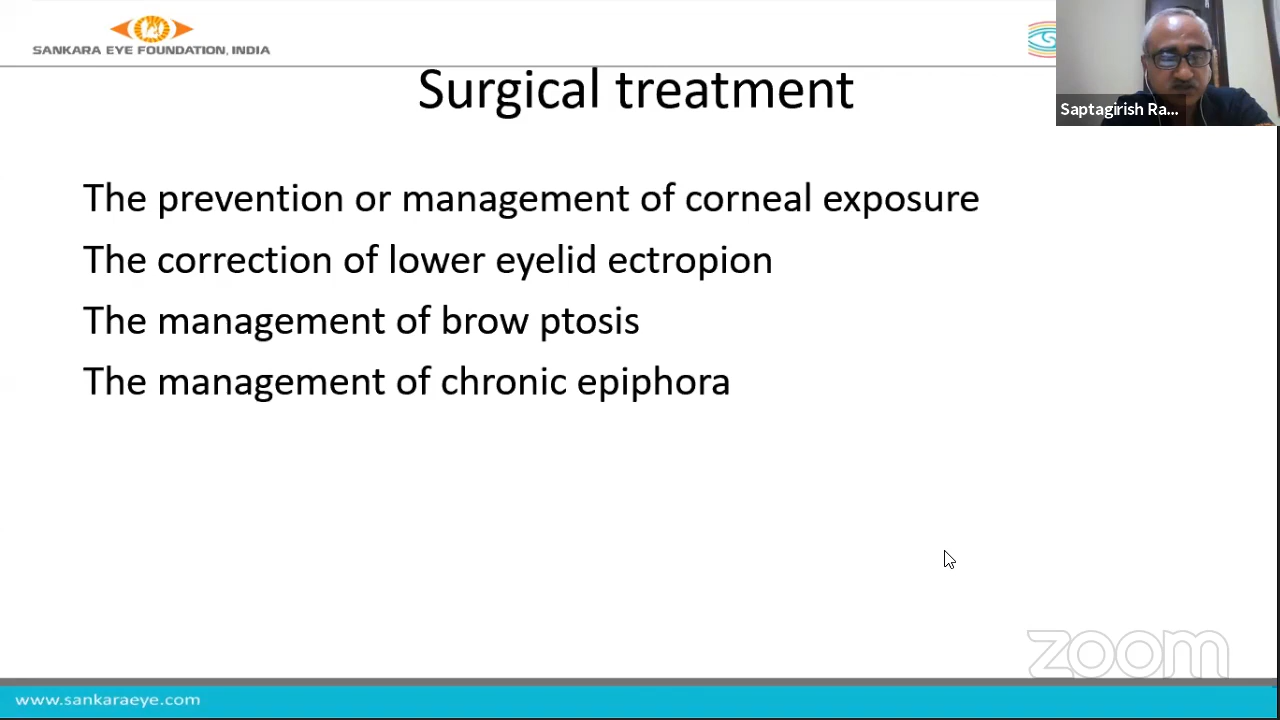 SANKARA EYE FOUNDATION, INDIA
Saptagirish Ra...
Surgical treatment
The prevention or management of corneal exposure
The correction of lower eyelid ectropion
The management of brow ptosis
The management of chronic epiphora
zoom
www.sankaraeye.com